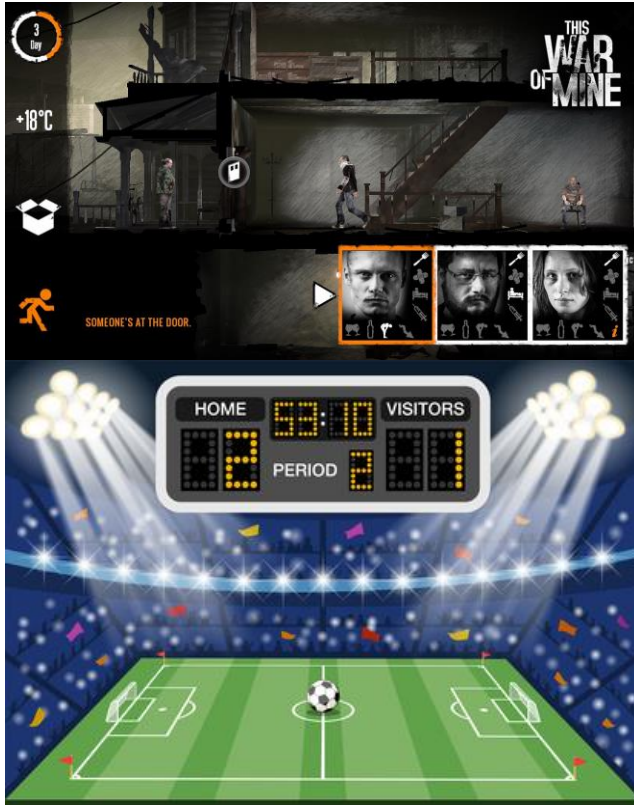 3
Day
THIS
WAR
OF MINE
+18°C
SOMEONE'S AT THE DOOR.
i
HOME
53:10
VISITORS
2
PERIOD
2
1